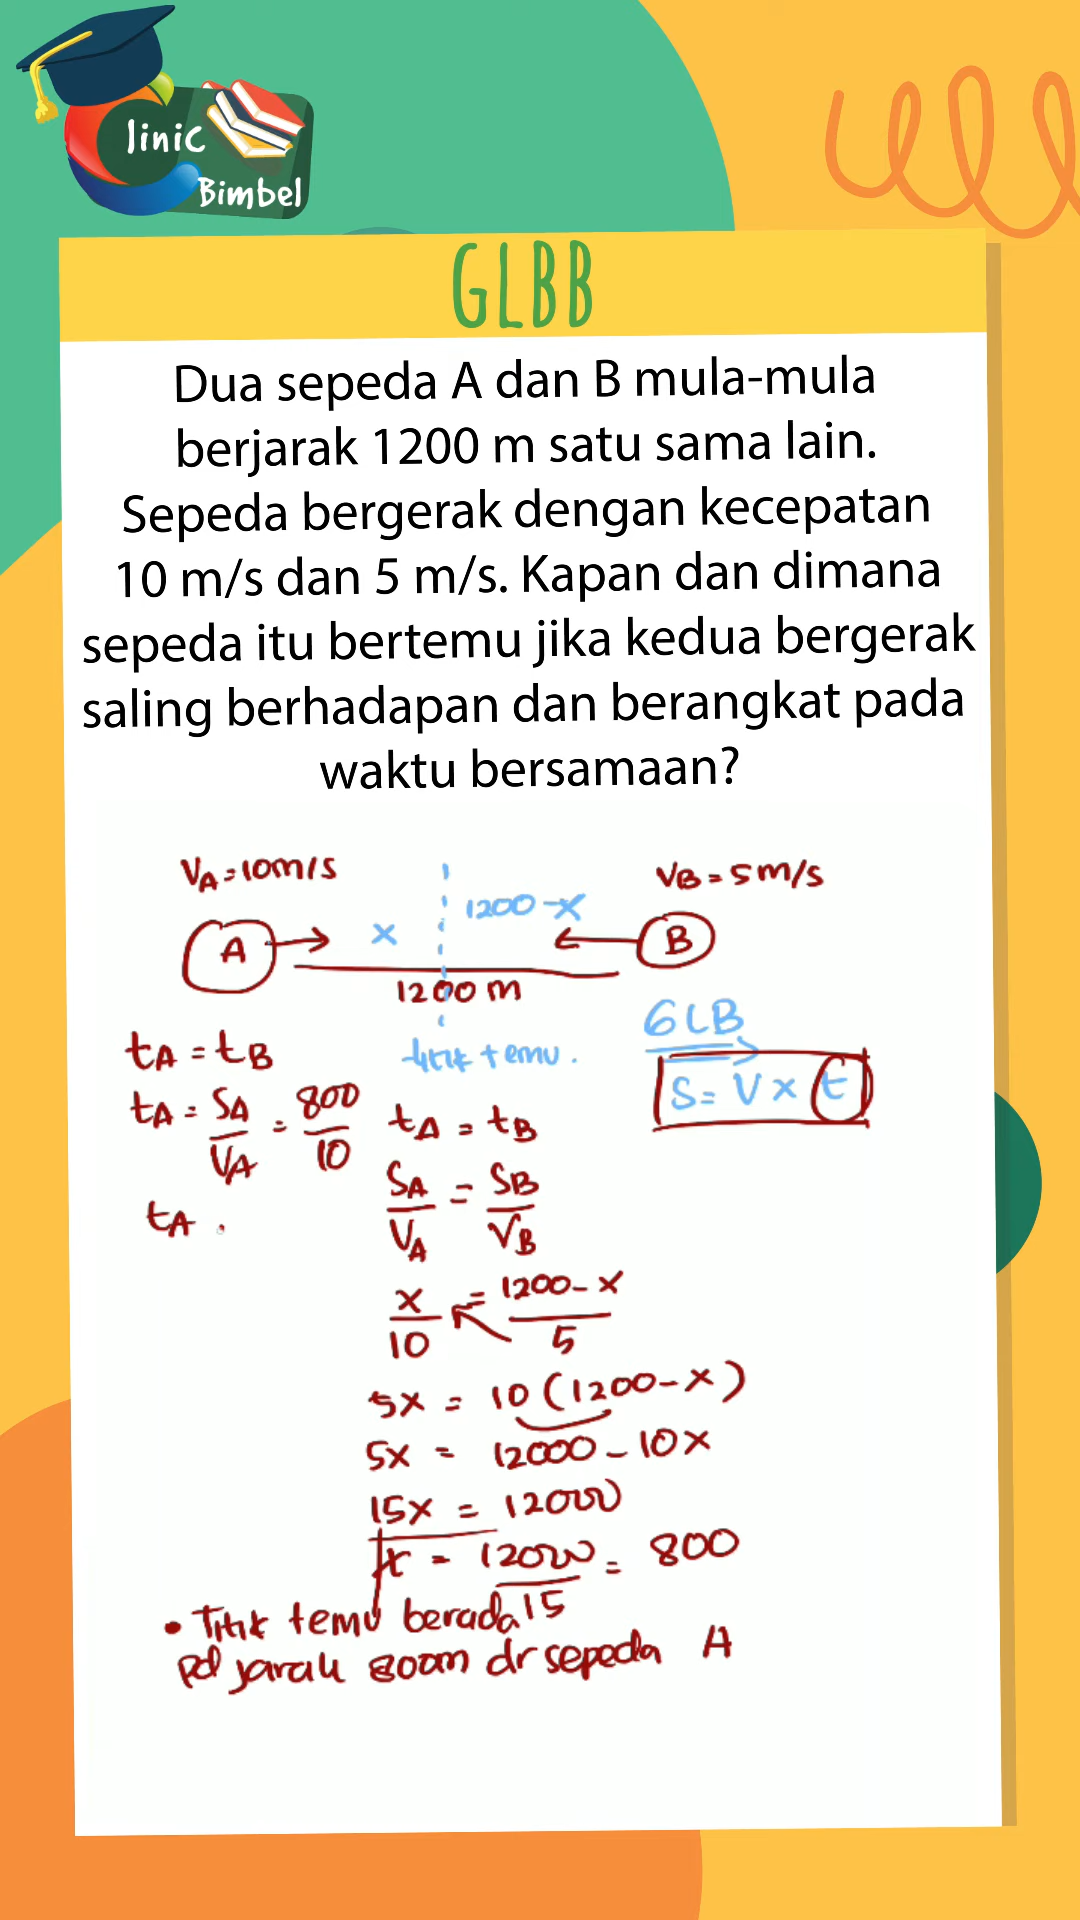 linic
Bimbel
GLBB
Dua sepeda A dan B mula-mula
berjarak 1200 m satu sama lain.
Sepeda bergerak dengan kecepatan
10 m/s dan 5 m/s. Kapan dan dimana
sepeda itu bertemu jika kedua bergerak
saling berhadapan dan berangkat pada
waktu bersamaan?
VA = 10 m/s
VB = 5 m/s
x
1200 - x
A
B
1200 m
titik temu.
GLB
S = V x t
tA = tB
tA = SA/VA = 800/10
tA .
tA = tB
SA/VA = SB/VB
x/10 = 1200 - x/5
5x = 10 (1200 - x)
5x = 12000 - 10x
15x = 12000
x = 12000/15 = 800
• Titik temu berada
pd jarak 800m dr sepeda A